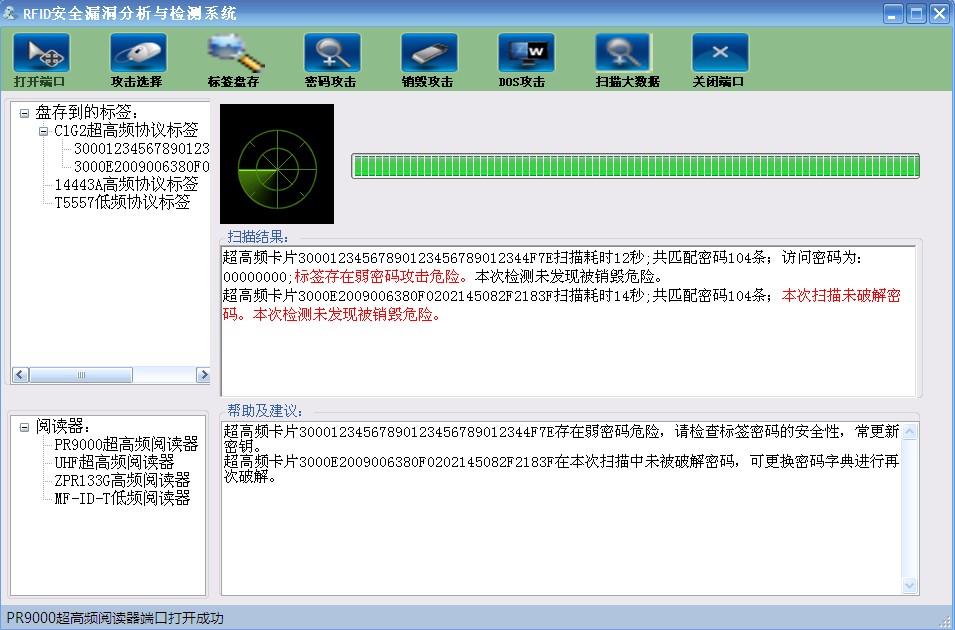 RFID安全漏洞分析与检测系统
打开端口 攻击选择 标签盘存 密码攻击 销毁攻击 DOS攻击 扫描大数据 关闭端口
盘存到的标签:
C1G2超高频协议标签
30001234567890123
3000E2009006380F0
14443A高频协议标签
T5557低频协议标签
扫描结果:
超高频卡片30001234567890123456789012344F7E扫描耗时12秒;共匹配密码104条; 访问密码为:
00000000;标签存在弱密码攻击危险。本次检测未发现被销毁危险。
超高频卡片3000E2009006380F0202145082F2183F扫描耗时14秒;共匹配密码104条; 本次扫描未破解密
码。本次检测未发现被销毁危险。
阅读器:
PR9000超高频阅读器
UHF超高频阅读器
ZPR133G高频阅读器
MF-ID-T低频阅读器
帮助及建议:
超高频卡片30001234567890123456789012344F7E存在弱密码危险，请检查标签密码的安全性，常更新
密钥。
超高频卡片3000E2009006380F0202145082F2183F在本次扫描中未被破解密码，可更换密码字典进行再
次破解。
PR9000超高频阅读器端口打开成功